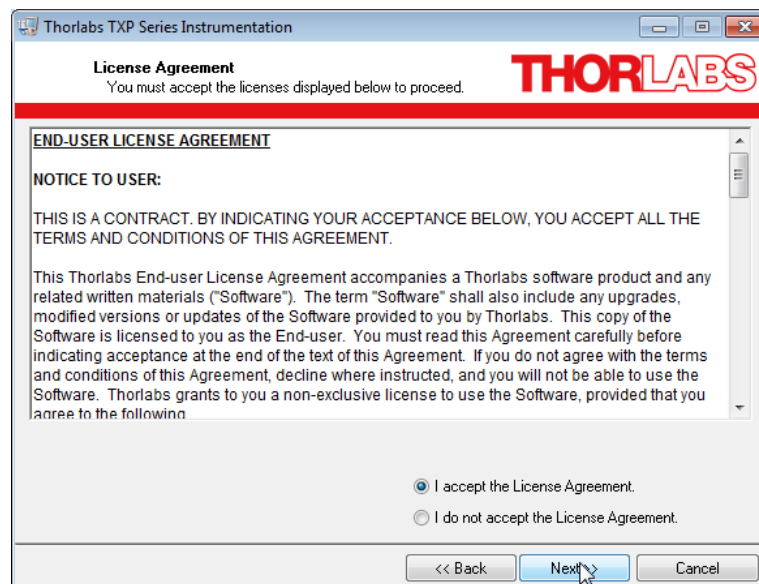 Thorlabs TXP Series Instrumentation
License Agreement
You must accept the licenses displayed below to proceed.
THORLABS
END-USER LICENSE AGREEMENT
NOTICE TO USER:
THIS IS A CONTRACT. BY INDICATING YOUR ACCEPTANCE BELOW, YOU ACCEPT ALL THE
TERMS AND CONDITIONS OF THIS AGREEMENT.
This Thorlabs End-user License Agreement accompanies a Thorlabs software product and any
related written materials ("Software").  The term "Software" shall also include any upgrades,
modified versions or updates of the Software provided to you by Thorlabs.  This copy of the
Software is licensed to you as the End-user.  You must read this Agreement carefully before
indicating acceptance at the end of the text of this Agreement.  If you do not agree with the terms
and conditions of this Agreement, decline where instructed, and you will not be able to use the
Software.  Thorlabs grants to you a non-exclusive license to use the Software, provided that you
agree to the following
I accept the License Agreement.
I do not accept the License Agreement.
<< Back
Next >>
Cancel